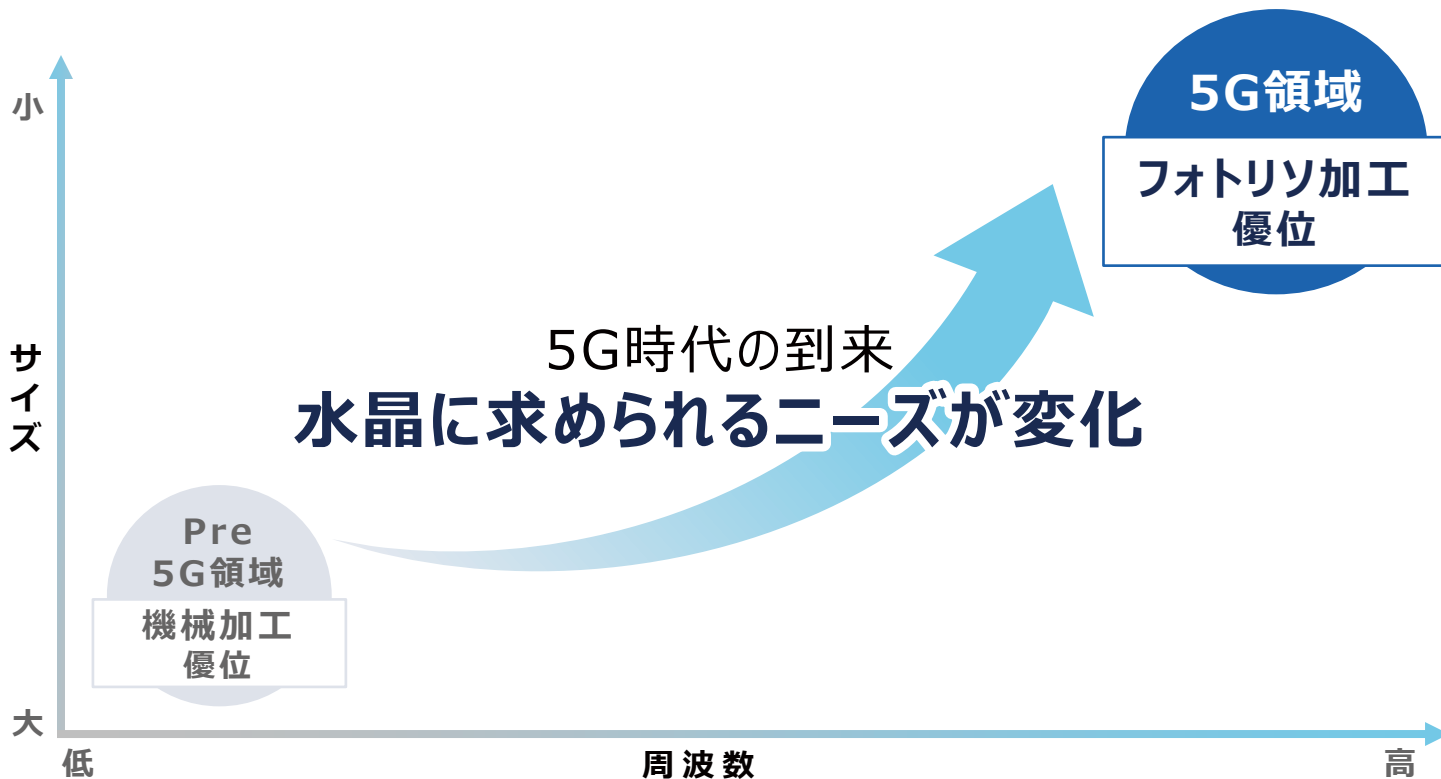 小
5G領域
フォトリソ加工
優位
5G時代の到来
水晶に求められるニーズが変化
サイズ
Pre
5G領域
機械加工
優位
大
低
周波数
高